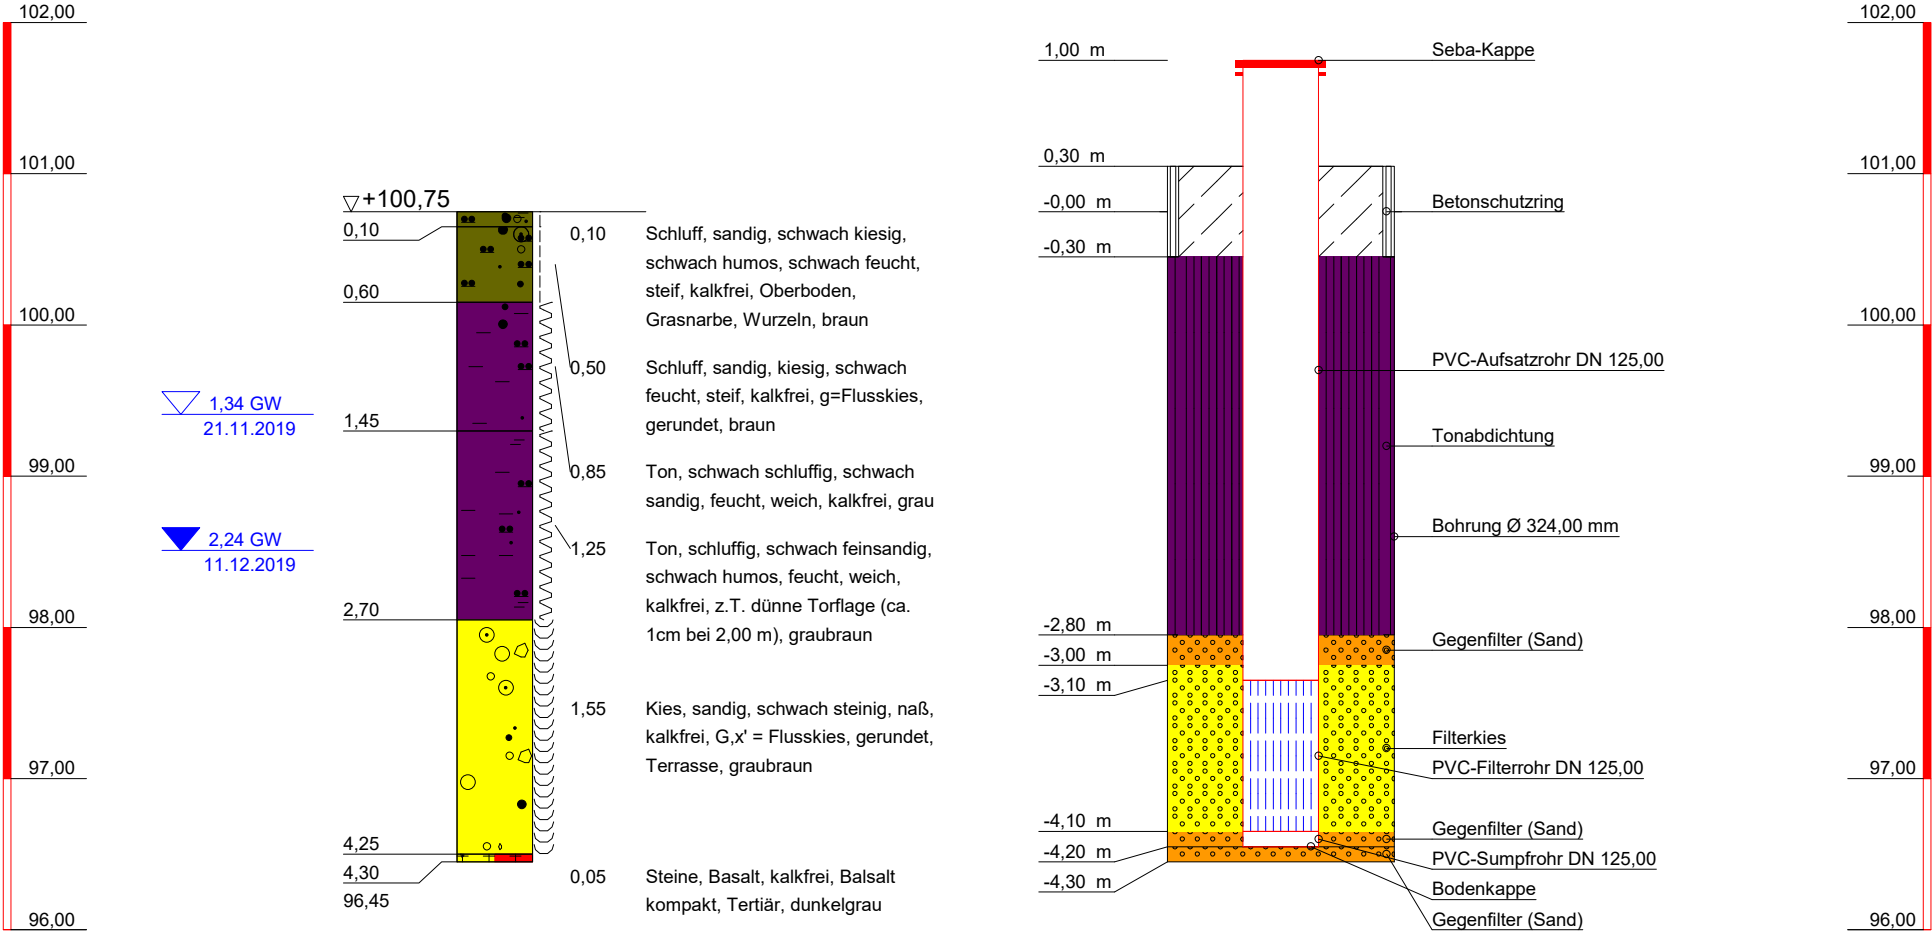 102,00
101,00
100,00
99,00
98,00
97,00
96,00
+100,75
0,10
0,60
1,45
2,70
4,25
4,30
96,45
1,34 GW
21.11.2019
2,24 GW
11.12.2019
0,10
Schluff, sandig, schwach kiesig,
schwach humos, schwach feucht,
steif, kalkfrei, Oberboden,
Grasnarbe, Wurzeln, braun
0,50
Schluff, sandig, kiesig, schwach
feucht, steif, kalkfrei, g=Flusskies,
gerundet, braun
0,85
Ton, schwach schluffig, schwach
sandig, feucht, weich, kalkfrei, grau
1,25
Ton, schluffig, schwach feinsandig,
schwach humos, feucht, weich,
kalkfrei, z.T. dünne Torflage (ca.
1cm bei 2,00 m), graubraun
1,55
Kies, sandig, schwach steinig, naß,
kalkfrei, G,x' = Flusskies, gerundet,
Terrasse, graubraun
0,05
Steine, Basalt, kalkfrei, Balsalt
kompakt, Tertiär, dunkelgrau
1,00 m
0,30 m
-0,00 m
-0,30 m
-2,80 m
-3,00 m
-3,10 m
-4,10 m
-4,20 m
-4,30 m
Seba-Kappe
Betonschutzring
PVC-Aufsatzrohr DN 125,00
Tonabdichtung
Bohrung Ø 324,00 mm
Gegenfilter (Sand)
Filterkies
PVC-Filterrohr DN 125,00
Gegenfilter (Sand)
PVC-Sumpfrohr DN 125,00
Bodenkappe
Gegenfilter (Sand)
102,00
101,00
100,00
99,00
98,00
97,00
96,00